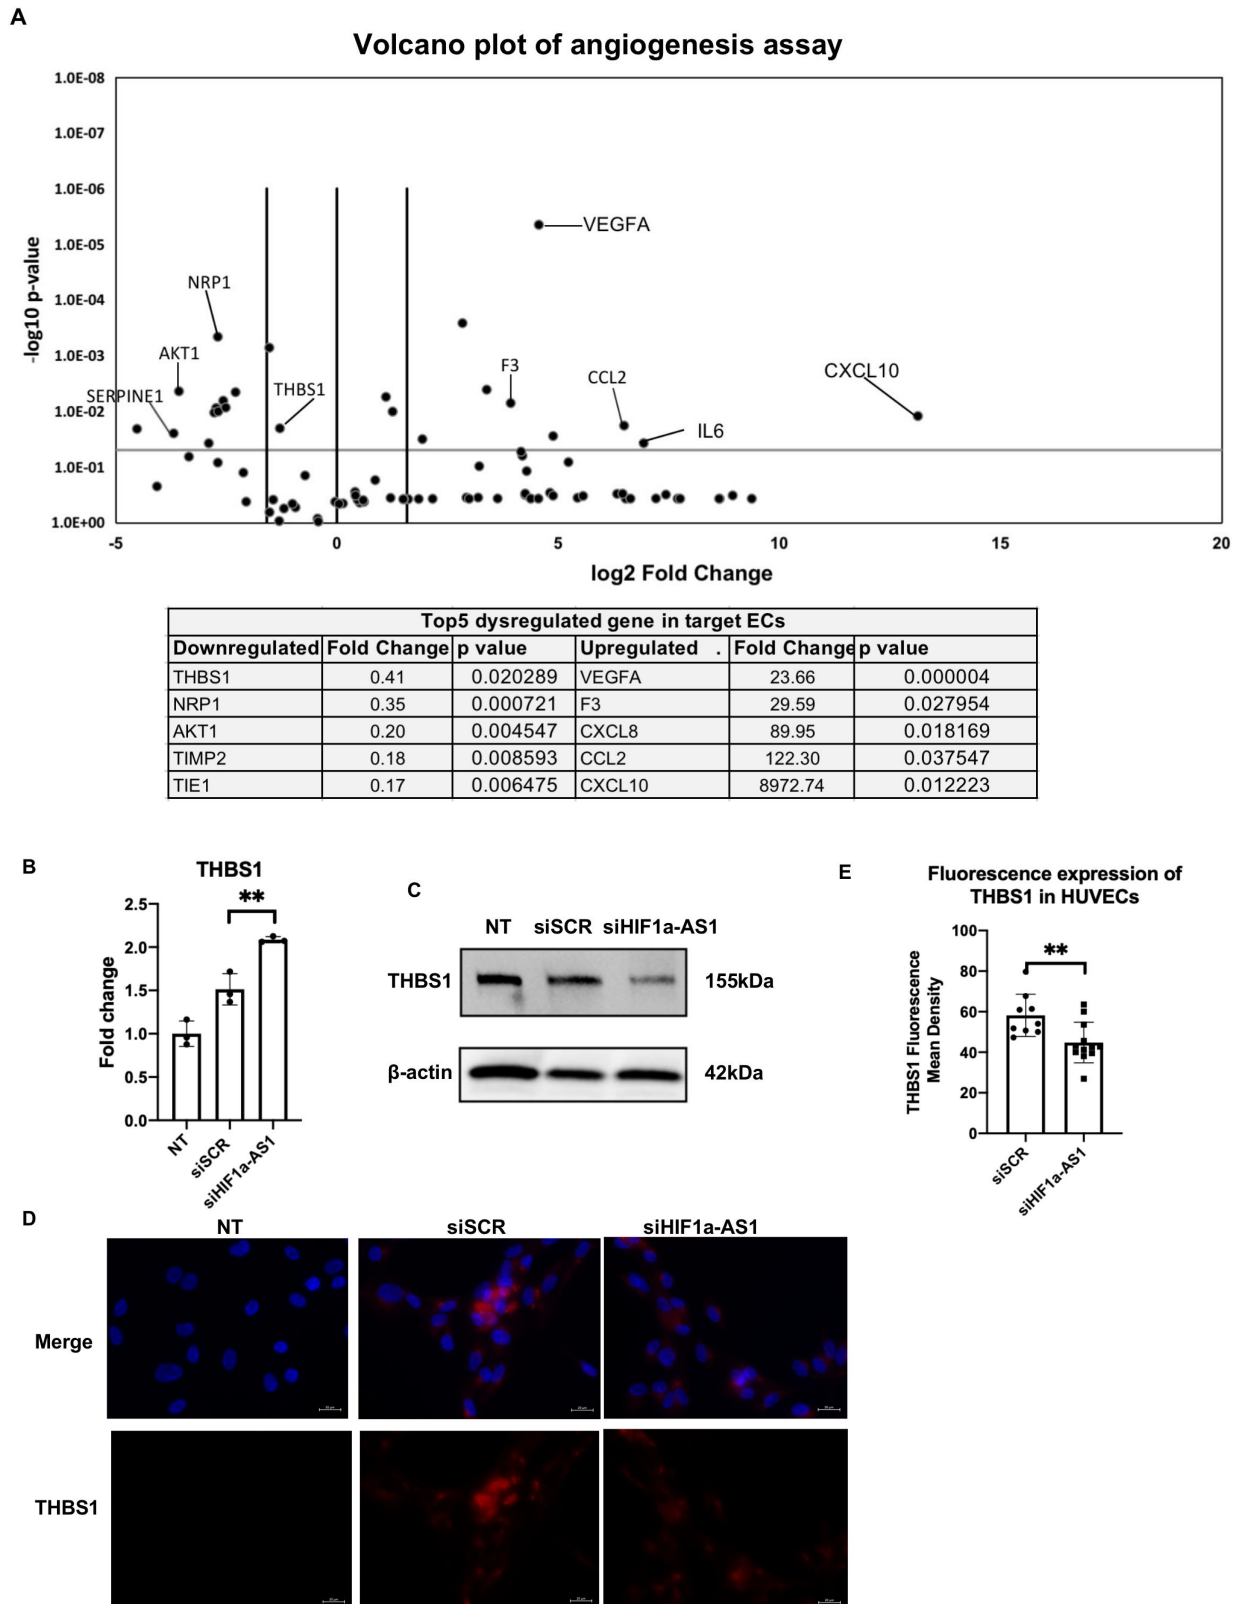 A
Volcano plot of angiogenesis assay
1.0E-08
1.0E-07
1.0E-06
1.0E-05
1.0E-04
1.0E-03
1.0E-02
1.0E-01
1.0E+00
-log10 p-value
VEGFA
NRP1
AKT1
SERPINE1
THBS1
F3
CCL2
CXCL10
IL6
-5 0 5 10 15 20
log2 Fold Change
Top5 dysregulated gene in target ECs
Downregulated Fold Change p value Upregulated . Fold Change p value
THBS1 0.41 0.020289 VEGFA 23.66 0.000004
NRP1 0.35 0.000721 F3 29.59 0.027954
AKT1 0.20 0.004547 CXCL8 89.95 0.018169
TIMP2 0.18 0.008593 CCL2 122.30 0.037547
TIE1 0.17 0.006475 CXCL10 8972.74 0.012223
B
THBS1
**
2.5
2.0
1.5
1.0
0.5
0.0
Fold change
NT
siSCR
siHIF1a-AS1
C
NT siSCR siHIF1a-AS1
THBS1 155kDa
β-actin 42kDa
E
Fluorescence expression of
THBS1 in HUVECs
**
100
80
60
40
20
0
THBS1 Fluorescence
Mean Density
siSCR
siHIF1a-AS1
D
NT siSCR siHIF1a-AS1
Merge
THBS1